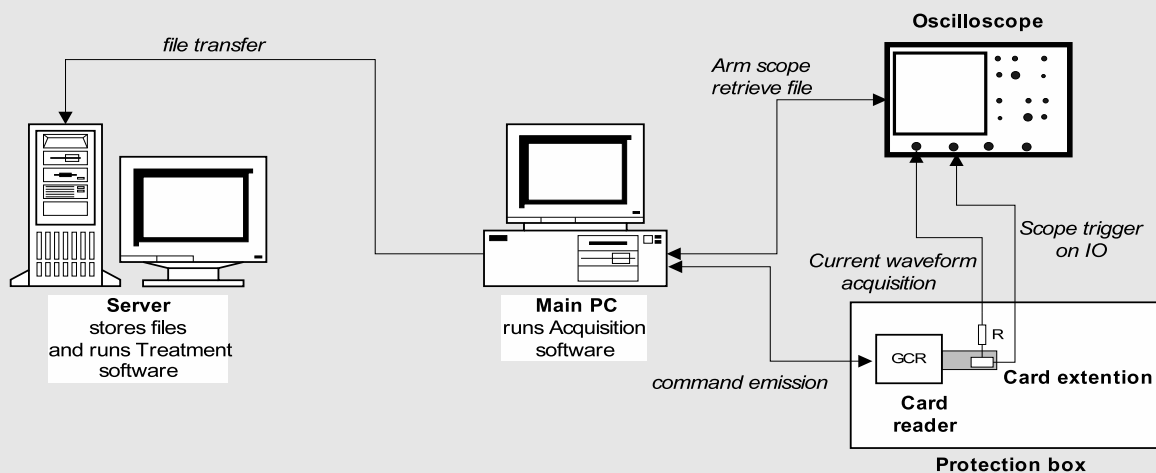 Oscilloscope
file transfer
Arm scope
retrieve file
Scope trigger
on IO
Current waveform
acquisition
Server
stores files
and runs Treatment
software
Main PC
runs Acquisition
software
R
GCR
command emission
Card extention
Card
reader
Protection box